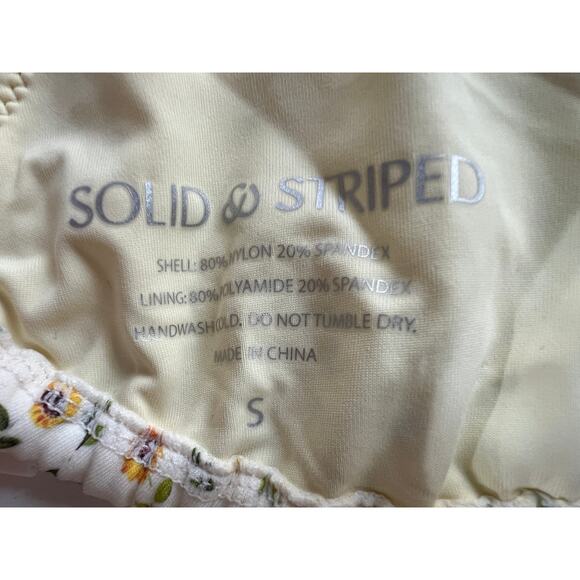 SOLID & STRIPED
SHELL: 80% NYLON 20% SPANDEX
LINING: 80% POLYAMIDE 20% SPANDEX
HANDWASH COLD. DO NOT TUMBLE DRY.
MADE IN CHINA
S